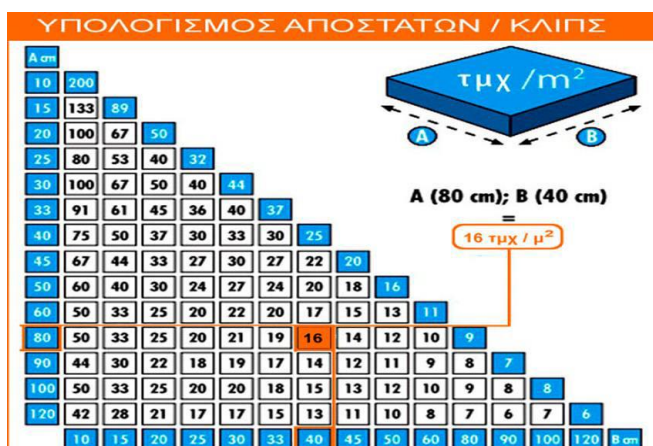 ΥΠΟΛΟΓΙΣΜΟΣ ΑΠΟΣΤΑΤΩΝ / ΚΛΙΠΣ
A cm
10 200
15 133 89
20 100 67 50
25 80 53 40 32
30 100 67 50 40 44
33 91 61 45 36 40 37
40 75 50 37 30 33 30 25
45 67 44 33 27 30 27 22 20
50 60 40 30 24 27 24 20 18 16
60 50 33 25 20 22 20 17 15 13 11
80 50 33 25 20 21 19 16 14 12 10 9
90 44 30 22 18 19 17 14 12 11 9 8 7
100 50 33 25 20 20 18 15 13 12 10 9 8 8
120 42 28 21 17 17 15 13 11 10 8 7 6 7 6
10 15 20 25 30 33 40 45 50 60 80 90 100 120 B cm
τμχ /m²
A B
A (80 cm); B (40 cm)
=
16 τμχ / μ²